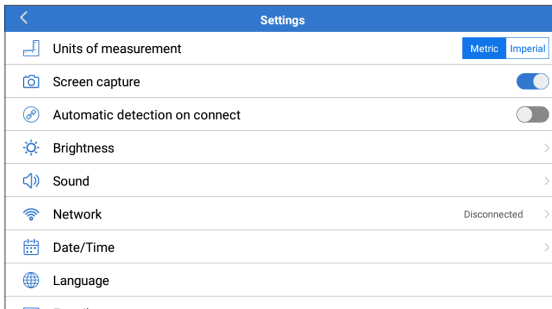 Settings
Units of measurement Metric Imperial
Screen capture
Automatic detection on connect
Brightness
Sound
Network Disconnected
Date/Time
Language